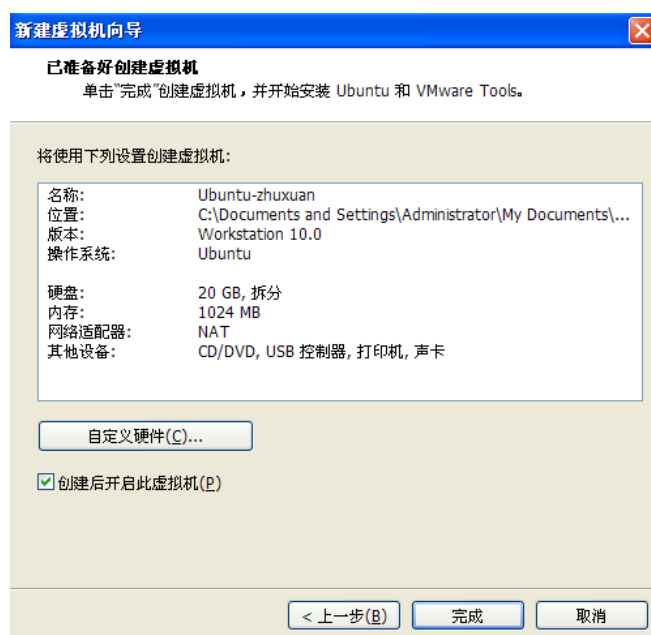 新建虚拟机向导
已准备好创建虚拟机
单击"完成"创建虚拟机，并开始安装 Ubuntu 和 VMware Tools。
将使用下列设置创建虚拟机:
名称: Ubuntu-zhuxuan
位置: C:\Documents and Settings\Administrator\My Documents\...
版本: Workstation 10.0
操作系统: Ubuntu
硬盘: 20 GB, 拆分
内存: 1024 MB
网络适配器: NAT
其他设备: CD/DVD, USB 控制器, 打印机, 声卡
自定义硬件(C)...
创建后开启此虚拟机(P)
< 上一步(B) 完成 取消